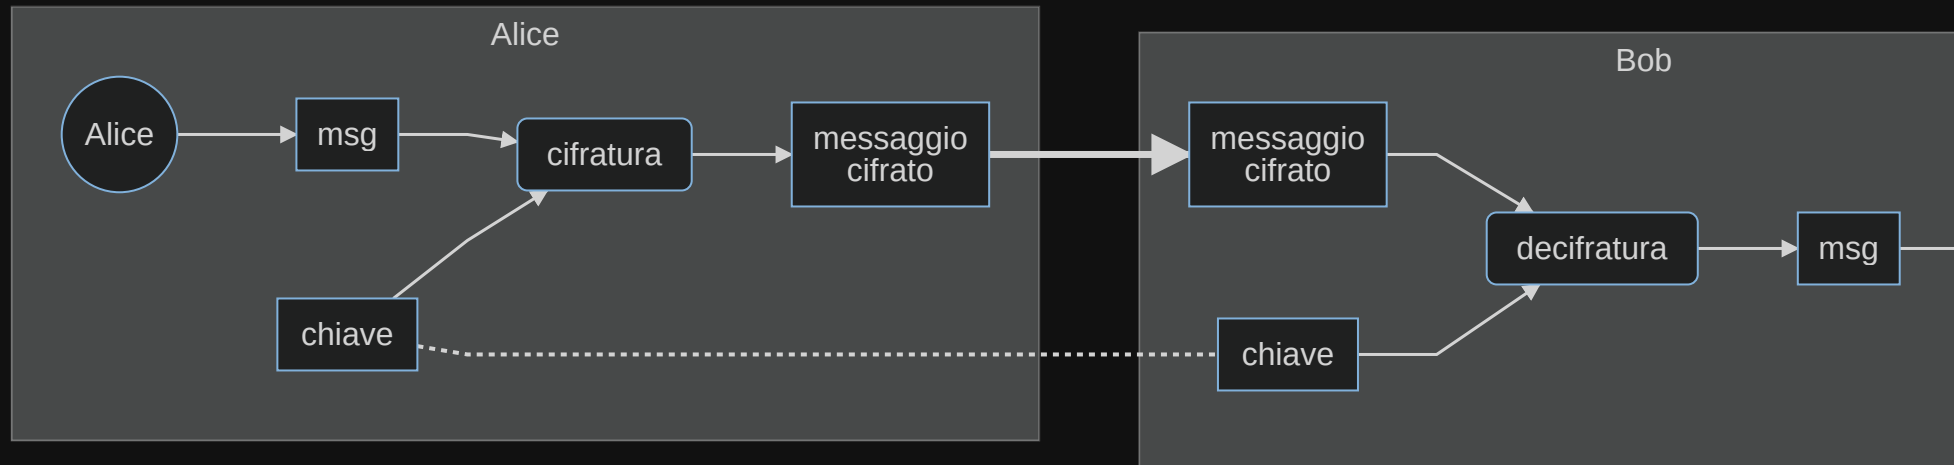 Alice
Alice
msg
cifratura
messaggio
cifrato
chiave
Bob
messaggio
cifrato
decifratura
msg
chiave